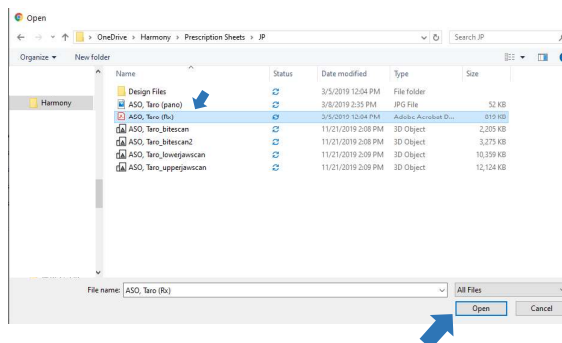 Open
OneDrive > Harmony > Prescription Sheets > JP
Search JP
Organize
New folder
Name Status Date modified Type Size
Harmony
Design Files 3/5/2019 12:04 PM File folder
ASO, Taro (pano) 3/8/2019 2:35 PM JPG File 52 KB
ASO, Taro (Rx) 3/5/2019 12:04 PM Adobe Acrobat D... 819 KB
ASO, Taro_bitescan 11/21/2019 2:08 PM 3D Object 2,205 KB
ASO, Taro_bitescan2 11/21/2019 2:08 PM 3D Object 3,275 KB
ASO, Taro_lowerjawscan 11/21/2019 2:09 PM 3D Object 10,359 KB
ASO, Taro_upperjawscan 11/21/2019 2:09 PM 3D Object 12,124 KB
File name: ASO, Taro (Rx)
All Files
Open
Cancel